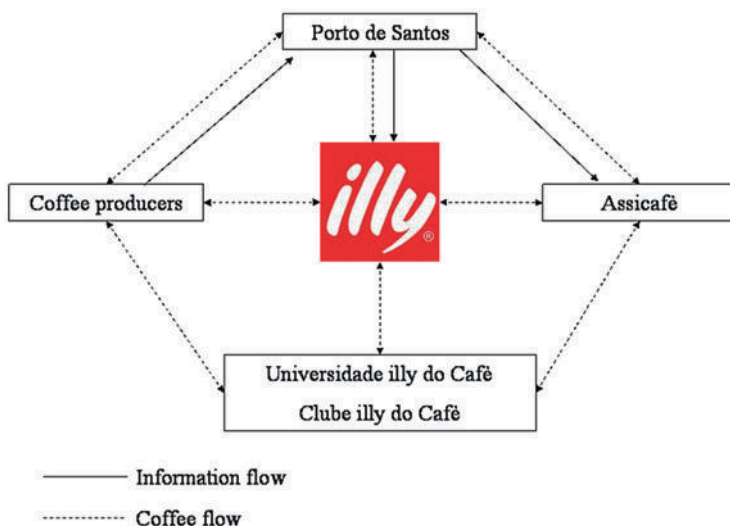 Porto de Santos
illy®
Coffee producers
Assicafè
Universidade illy do Cafè
Clube illy do Cafè
Information flow
Coffee flow